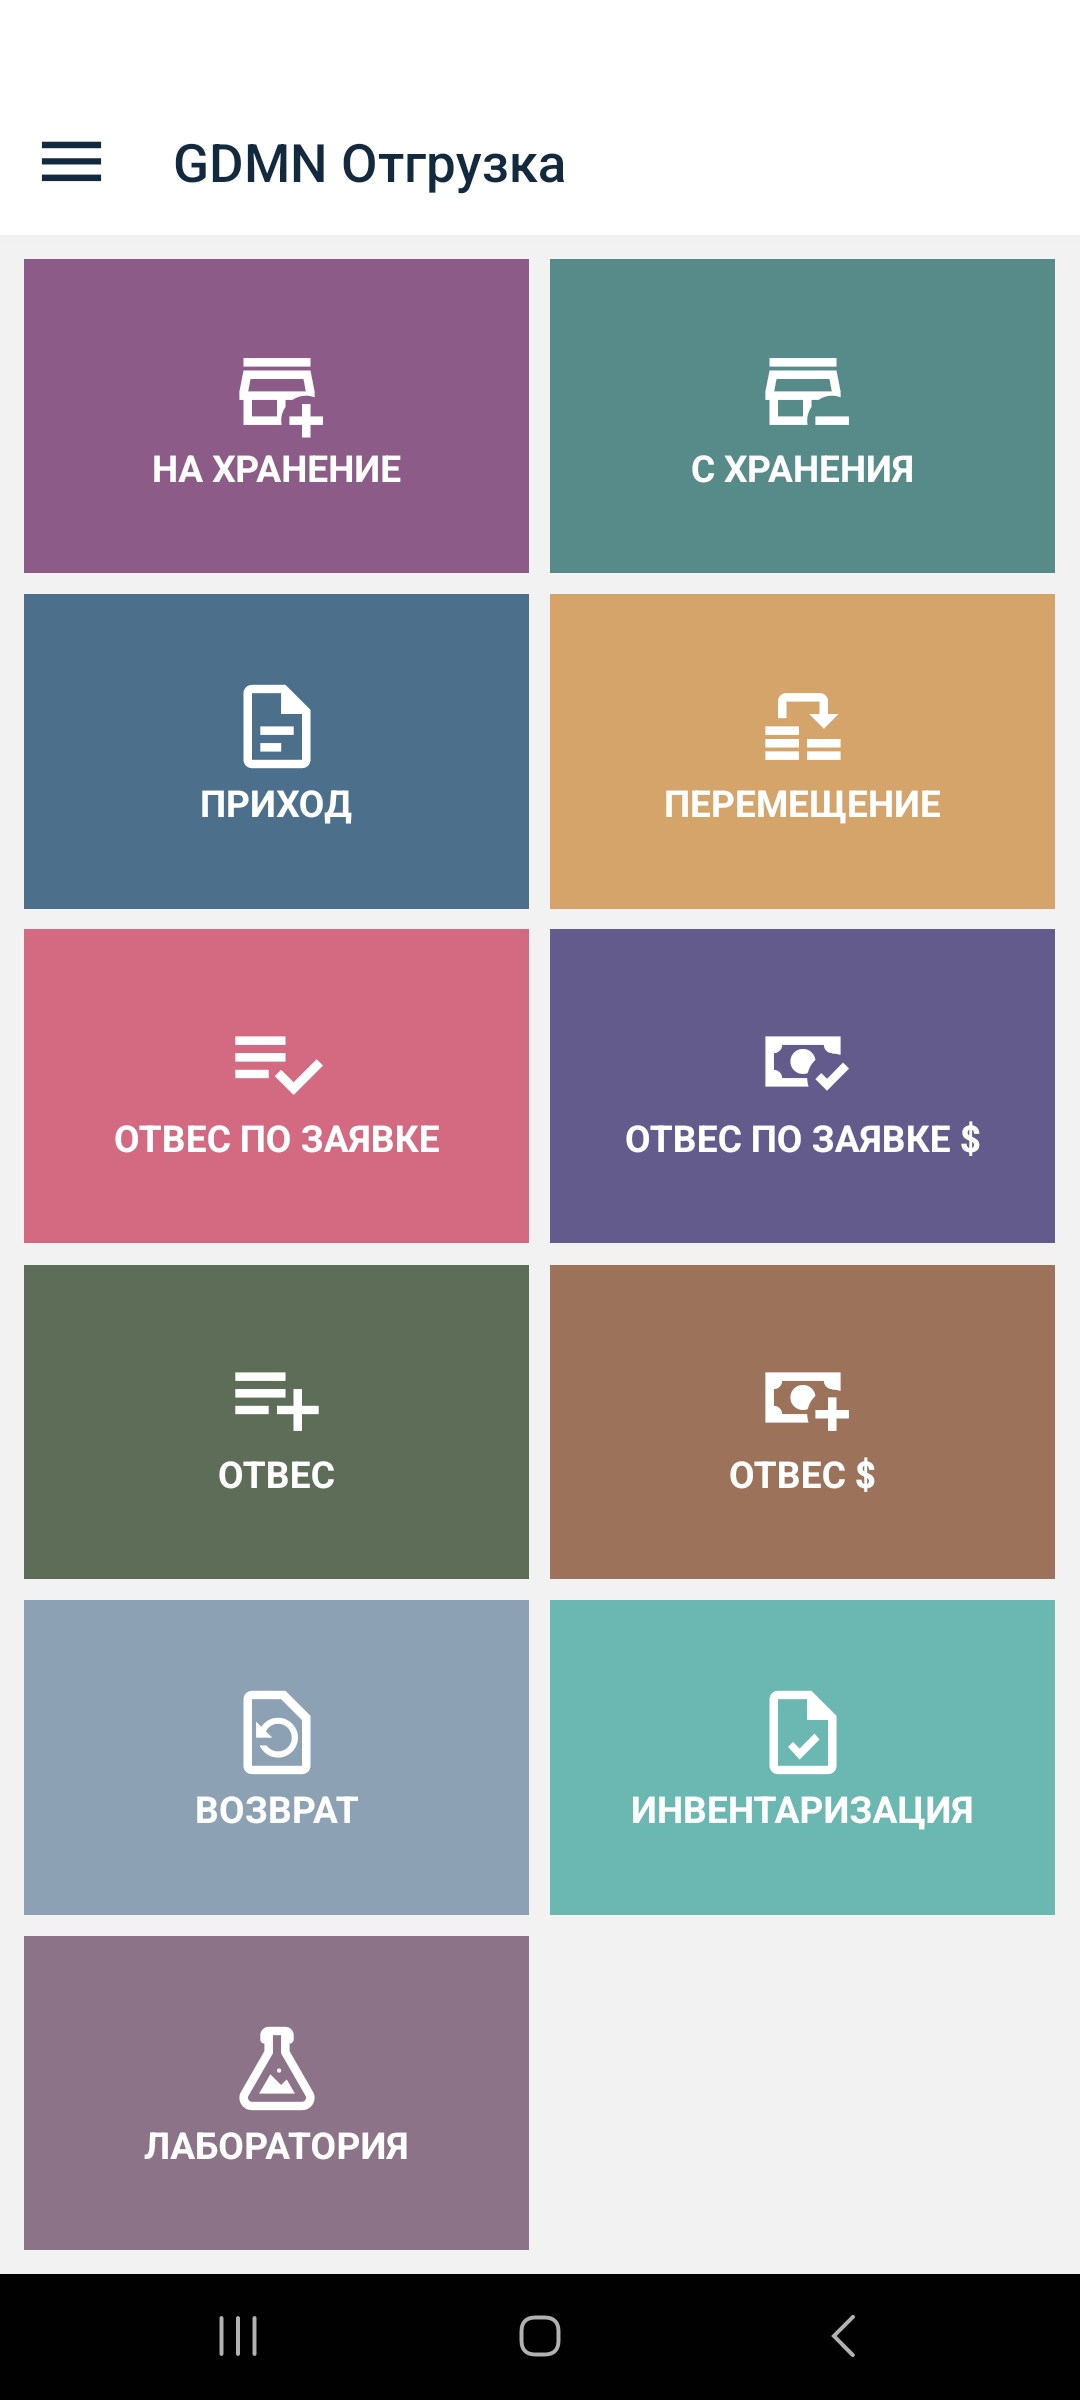 GDMN Отгрузка
НА ХРАНЕНИЕ
С ХРАНЕНИЯ
ПРИХОД
ПЕРЕМЕЩЕНИЕ
ОТВЕС ПО ЗАЯВКЕ
ОТВЕС ПО ЗАЯВКЕ $
ОТВЕС
ОТВЕС $
ВОЗВРАТ
ИНВЕНТАРИЗАЦИЯ
ЛАБОРАТОРИЯ